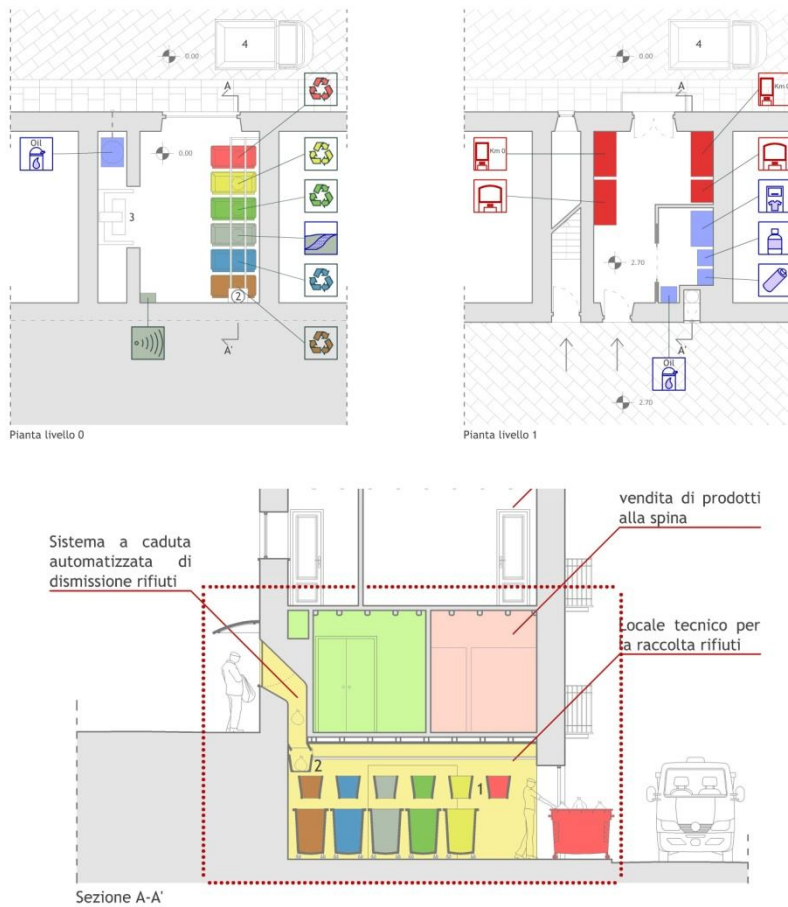 4
0.00
A
Oil
0.00
3
2
A'
Pianta livello 0
4
0.00
A
Km 0
Km 0
2.70
A'
Oil
2.70
Pianta livello 1
vendita di prodotti
alla spina
Sistema a caduta
automatizzata di
dismissione rifiuti
Locale tecnico per
la raccolta rifiuti
2
1
Sezione A-A'